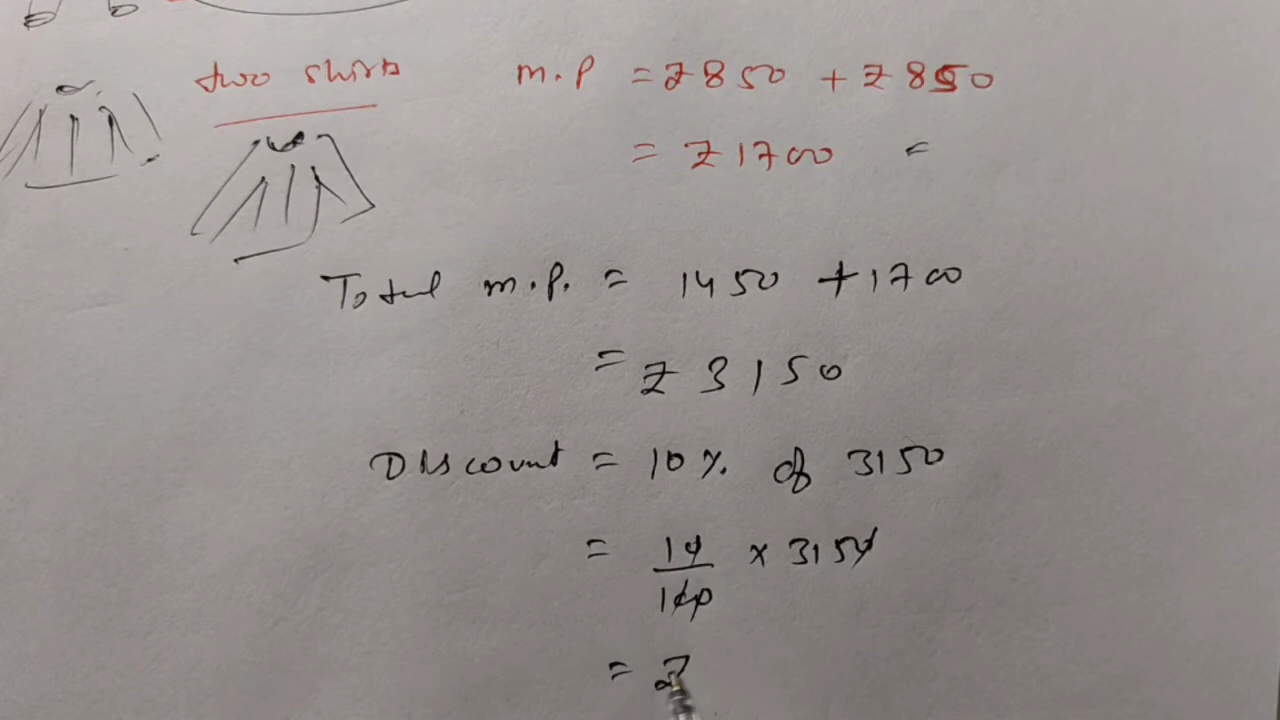 two shirts m.p = ₹850 + ₹850
= ₹1700 =
Total m.p. = 1450 + 1700
= ₹3150
Discount = 10% of 3150
= 10/100 × 3150
= ₹